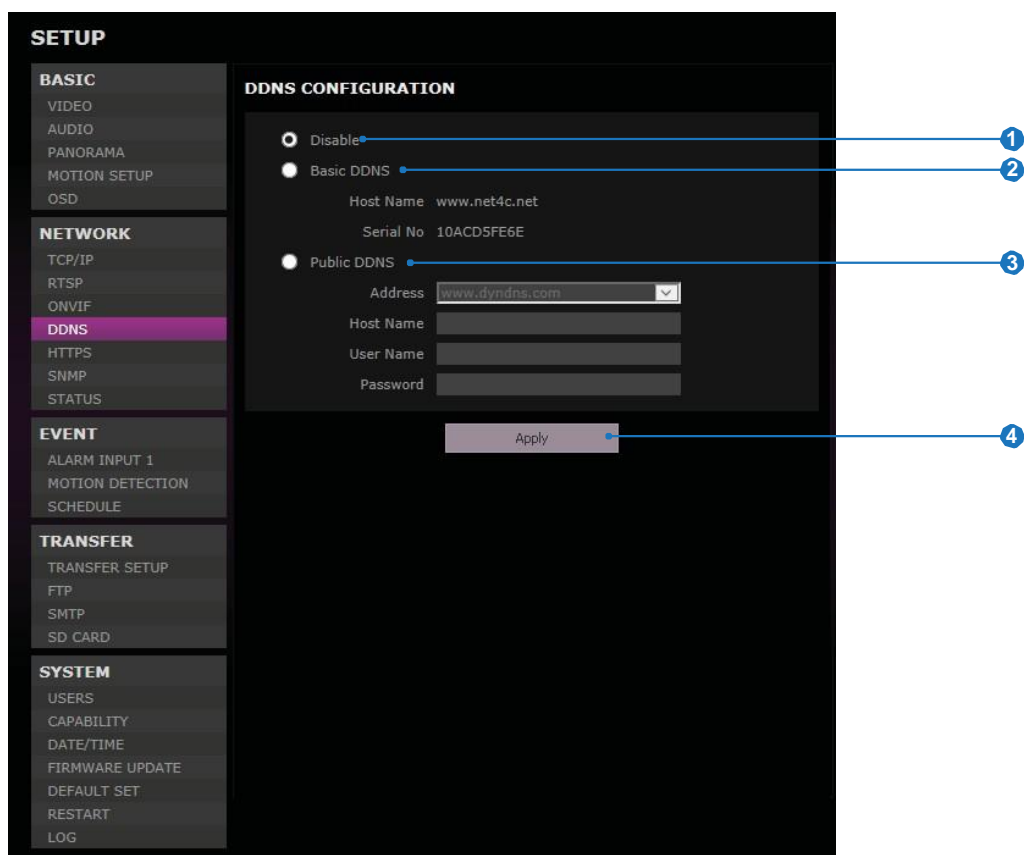 SETUP
BASIC
VIDEO
AUDIO
PANORAMA
MOTION SETUP
OSD
NETWORK
TCP/IP
RTSP
ONVIF
DDNS
HTTPS
SNMP
STATUS
EVENT
ALARM INPUT 1
MOTION DETECTION
SCHEDULE
TRANSFER
TRANSFER SETUP
FTP
SMTP
SD CARD
SYSTEM
USERS
CAPABILITY
DATE/TIME
FIRMWARE UPDATE
DEFAULT SET
RESTART
LOG
DDNS CONFIGURATION
Disable 1
Basic DDNS 2
Host Name www.net4c.net
Serial No 10ACD5FE6E
Public DDNS 3
Address www.dyndns.com
Host Name
User Name
Password
Apply 4